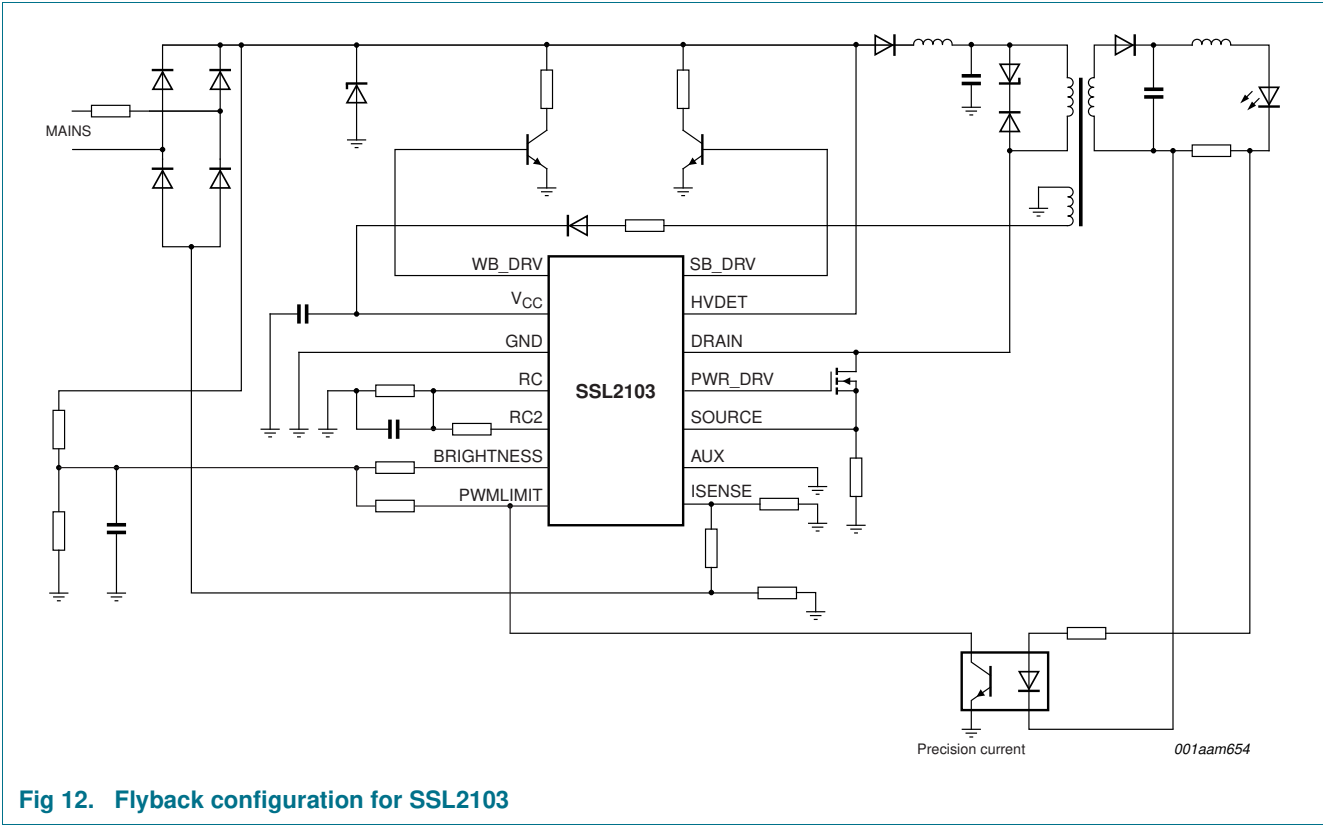 MAINS
WB_DRV
SB_DRV
VCC
HVDET
GND
DRAIN
RC
PWR_DRV
SSL2103
RC2
SOURCE
BRIGHTNESS
AUX
PWMLIMIT
ISENSE
Precision current
001aam654
Fig 12. Flyback configuration for SSL2103